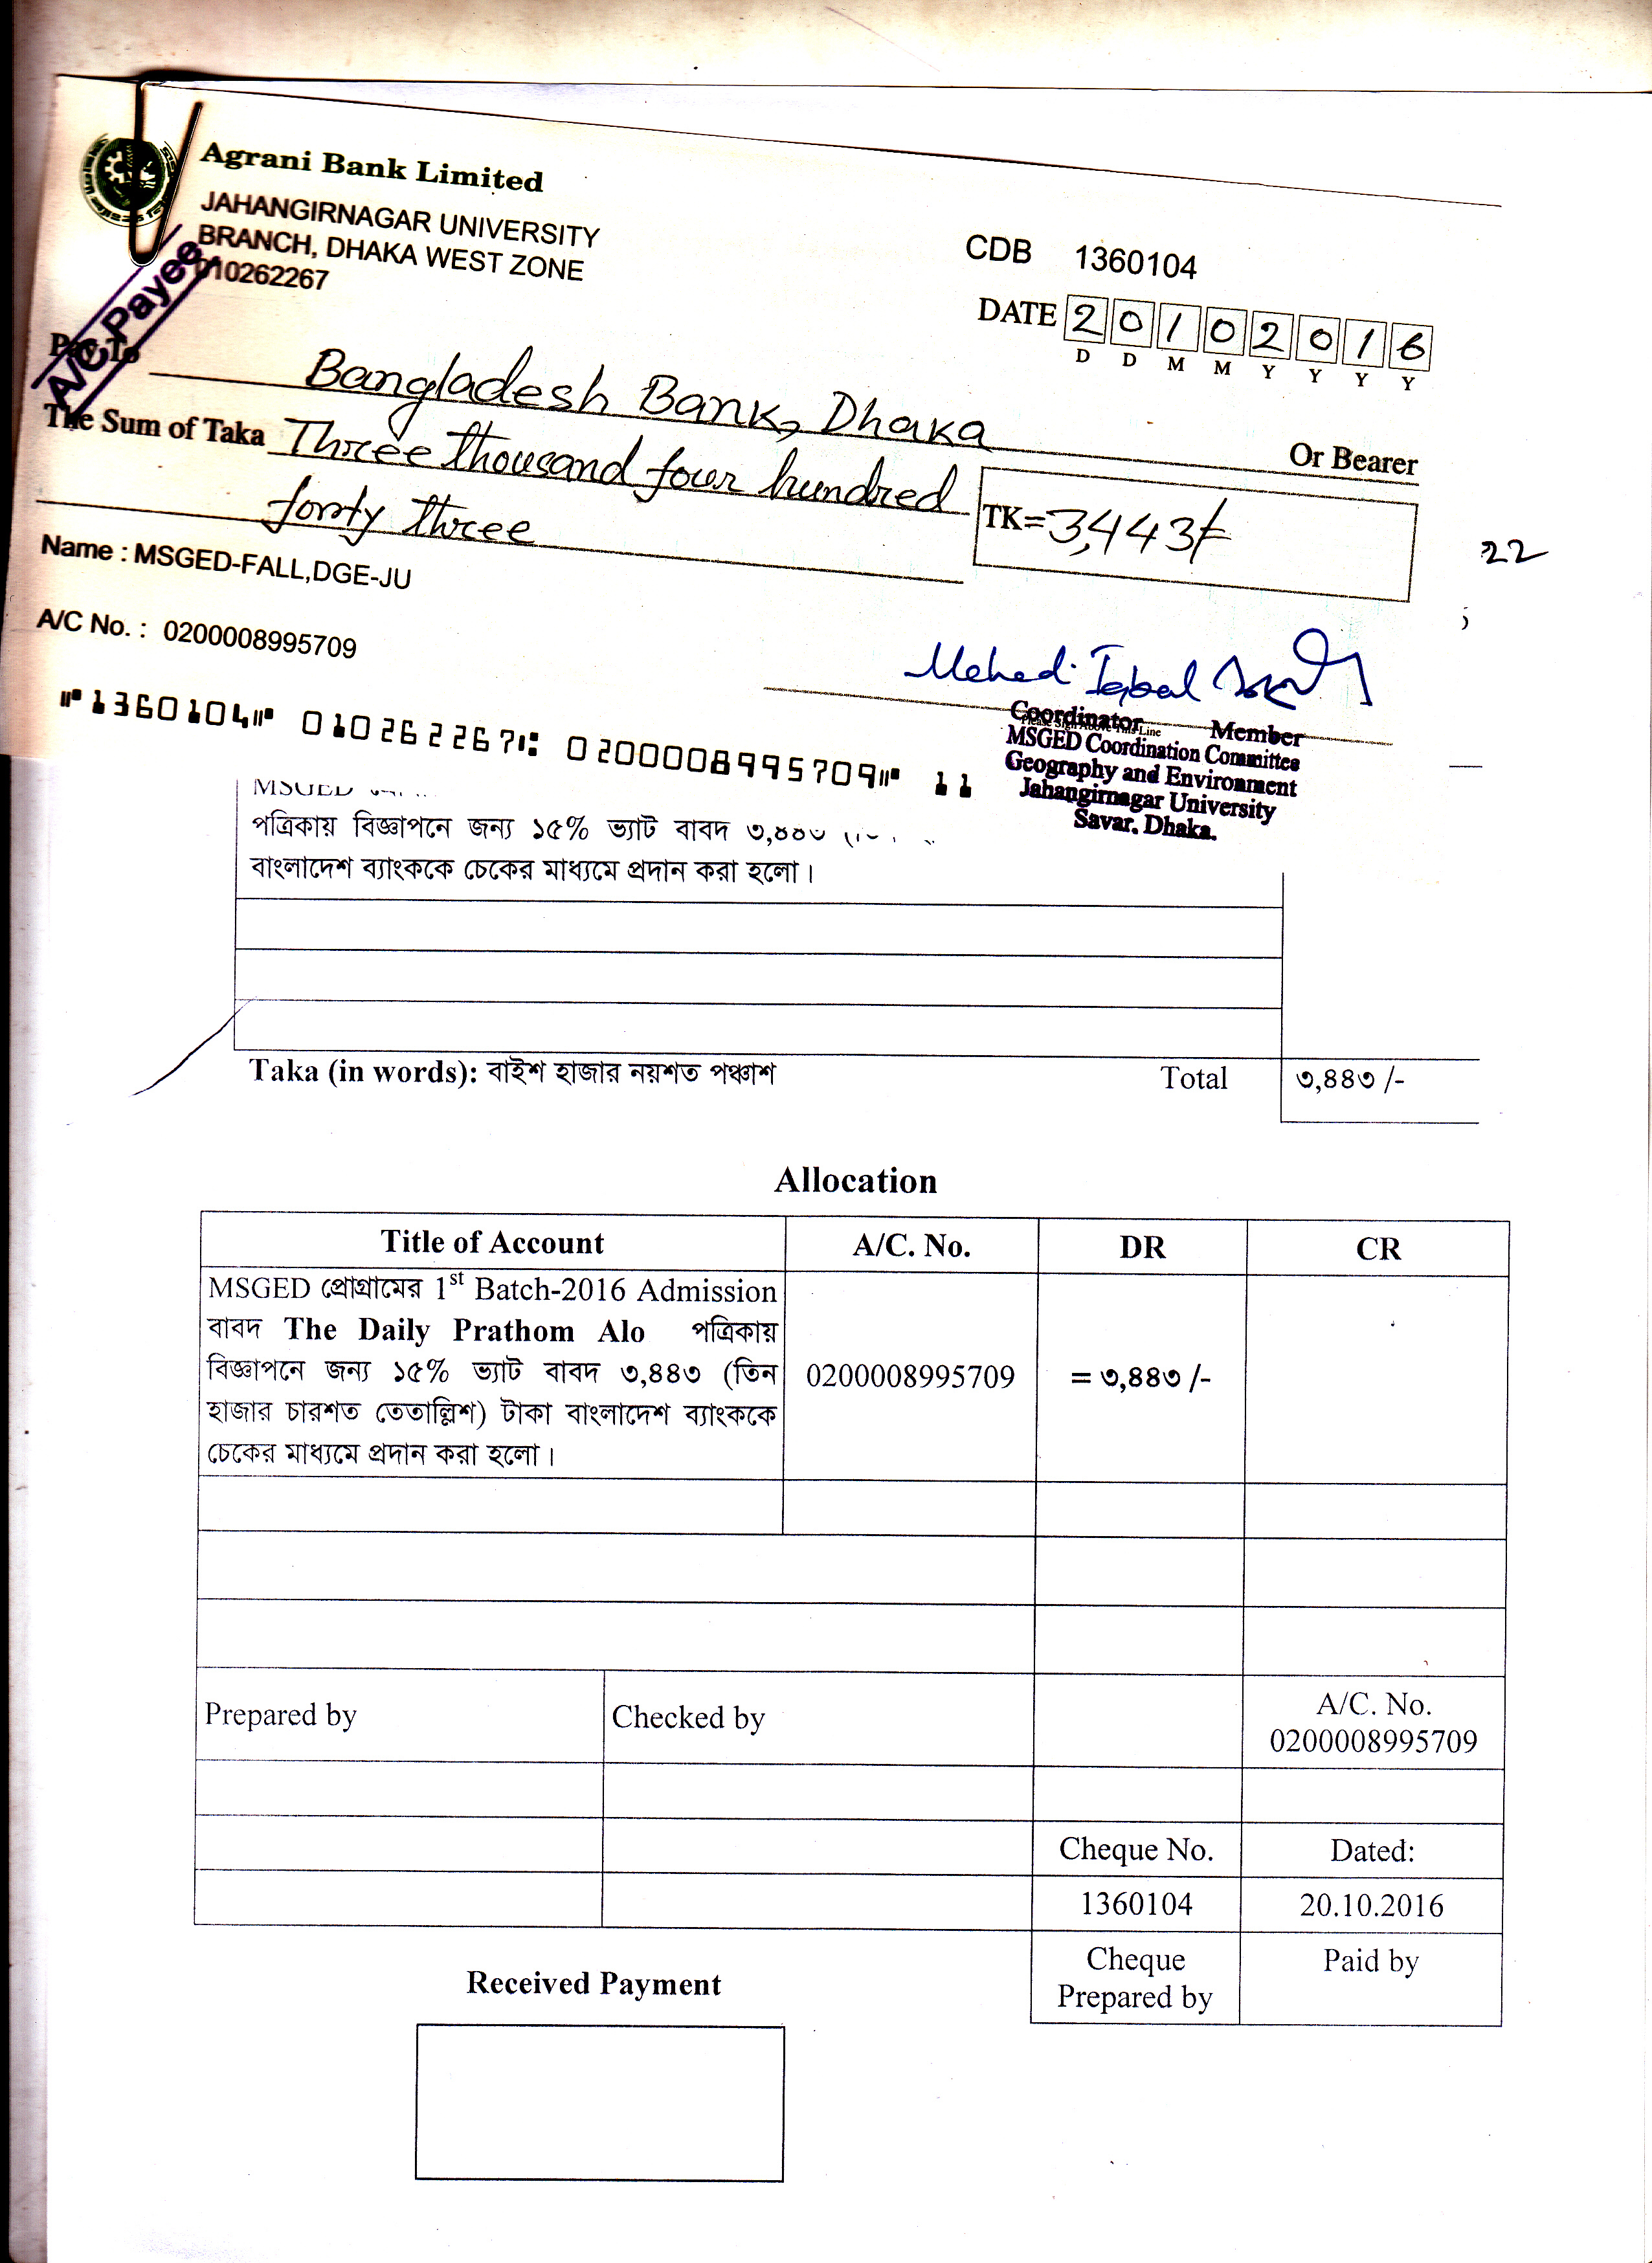 Agrani Bank Limited
JAHANGIRNAGAR UNIVERSITY
BRANCH, DHAKA WEST ZONE
010262267
A/C Payee
CDB 1360104
DATE 2 0 1 0 2 0 1 6
D D M M Y Y Y Y
Pay To Bangladesh Bank, Dhaka
Or Bearer
The Sum of Taka Three thousand four hundred
forty three
TK= 3,443/-
22
Name : MSGED-FALL,DGE-JU
A/C No. : 0200008995709
Mehedi Iqbal
Please Sign Above This Line
Coordinator Member
MSGED Coordination Committee
Geography and Environment
Jahangirnagar University
Savar, Dhaka.
⑈1360104⑈ 010262267⑆ 0200008995709⑈ 11
MSGED
পত্রিকায় বিজ্ঞাপনে জন্য ১৫% ভ্যাট বাবদ ৩,৪৪৩
বাংলাদেশ ব্যাংককে চেকের মাধ্যমে প্রদান করা হলো।
Taka (in words): বাইশ হাজার নয়শত পঞ্চাশ Total ৩,৪৪৩ /-
Allocation
Title of Account A/C. No. DR CR
MSGED প্রোগ্রামের 1st Batch-2016 Admission
বাবদ The Daily Prathom Alo পত্রিকায়
বিজ্ঞাপনে জন্য ১৫% ভ্যাট বাবদ ৩,৪৪৩ (তিন
হাজার চারশত তেতাল্লিশ) টাকা বাংলাদেশ ব্যাংককে
চেকের মাধ্যমে প্রদান করা হলো।
0200008995709 = ৩,৪৪৩ /-
Prepared by Checked by
A/C. No.
0200008995709
Cheque No. Dated:
1360104 20.10.2016
Cheque
Prepared by
Paid by
Received Payment